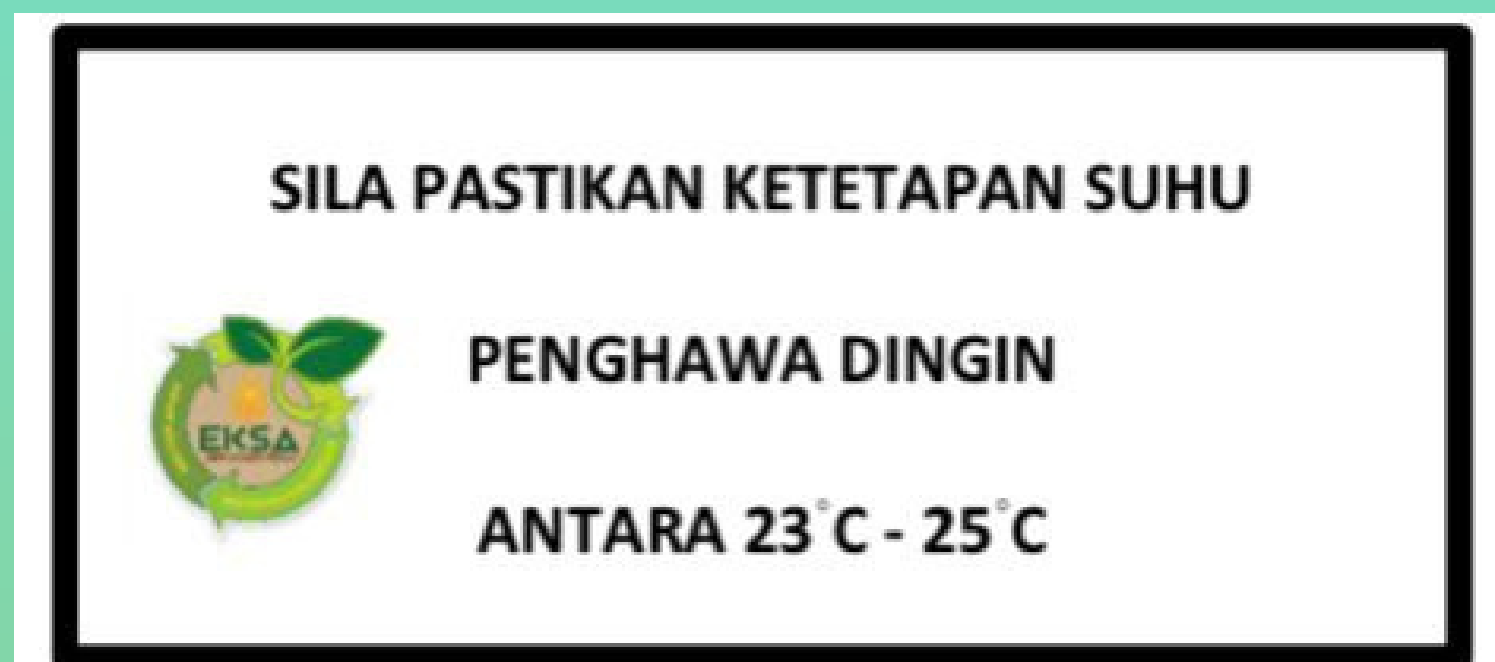 SILA PASTIKAN KETETAPAN SUHU
PENGHAWA DINGIN
EKSA
ANTARA 23°C - 25°C